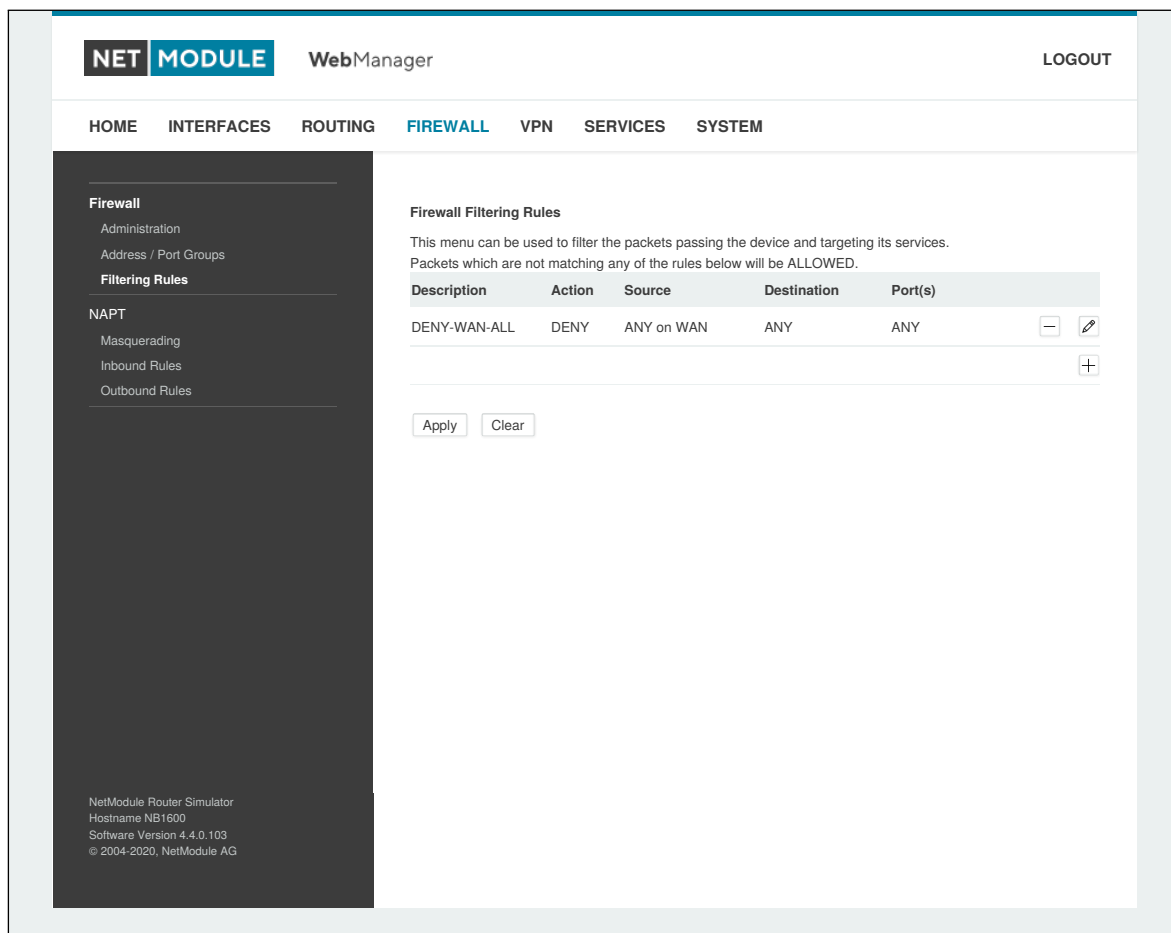 NET MODULE WebManager LOGOUT
HOME INTERFACES ROUTING FIREWALL VPN SERVICES SYSTEM
Firewall
Administration
Address / Port Groups
Filtering Rules
NAPT
Masquerading
Inbound Rules
Outbound Rules
Firewall Filtering Rules
This menu can be used to filter the packets passing the device and targeting its services.
Packets which are not matching any of the rules below will be ALLOWED.
Description Action Source Destination Port(s)
DENY-WAN-ALL DENY ANY on WAN ANY ANY
Apply Clear
NetModule Router Simulator
Hostname NB1600
Software Version 4.4.0.103
© 2004-2020, NetModule AG